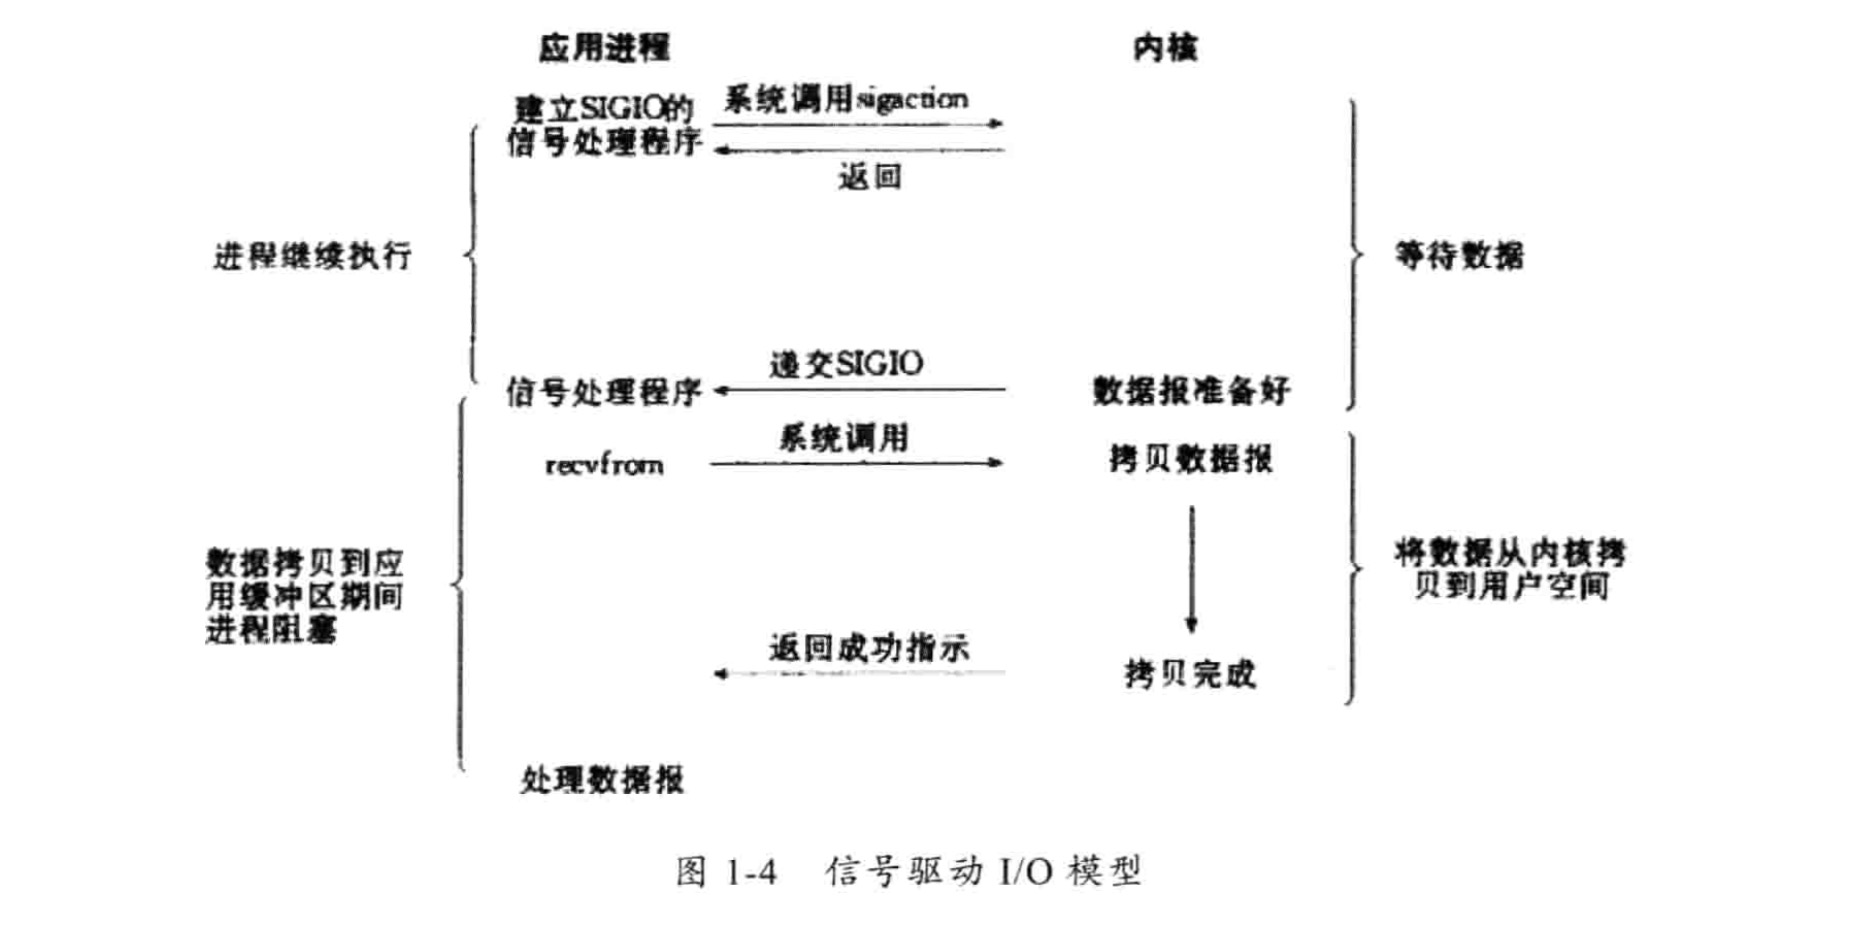 应用进程
内核
建立SIGIO的
信号处理程序
系统调用sigaction
返回
进程继续执行
等待数据
递交SIGIO
信号处理程序
数据报准备好
系统调用
recvfrom
拷贝数据报
数据拷贝到应
用缓冲区期间
进程阻塞
将数据从内核拷
贝到用户空间
返回成功指示
拷贝完成
处理数据报
图 1-4 信号驱动 I/O 模型